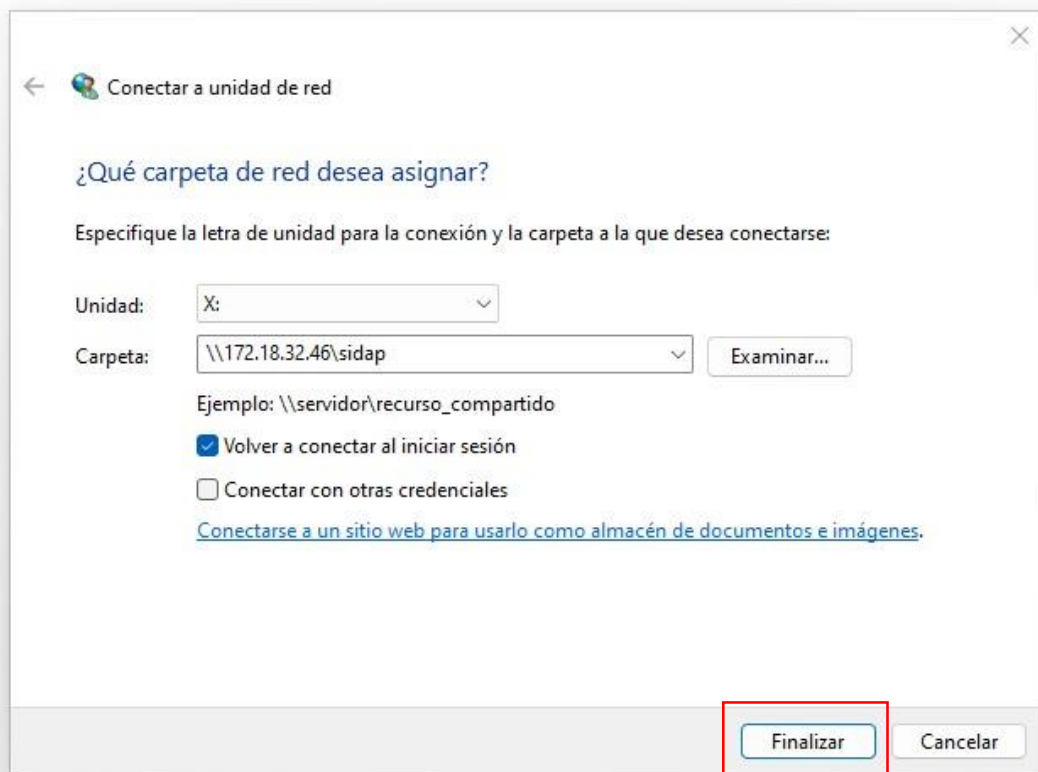 Conectar a unidad de red
¿Qué carpeta de red desea asignar?
Especifique la letra de unidad para la conexión y la carpeta a la que desea conectarse:
Unidad: X:
Carpeta: \\172.18.32.46\sidap Examinar...
Ejemplo: \\servidor\recurso_compartido
Volver a conectar al iniciar sesión
Conectar con otras credenciales
Conectarse a un sitio web para usarlo como almacén de documentos e imágenes.
Finalizar Cancelar